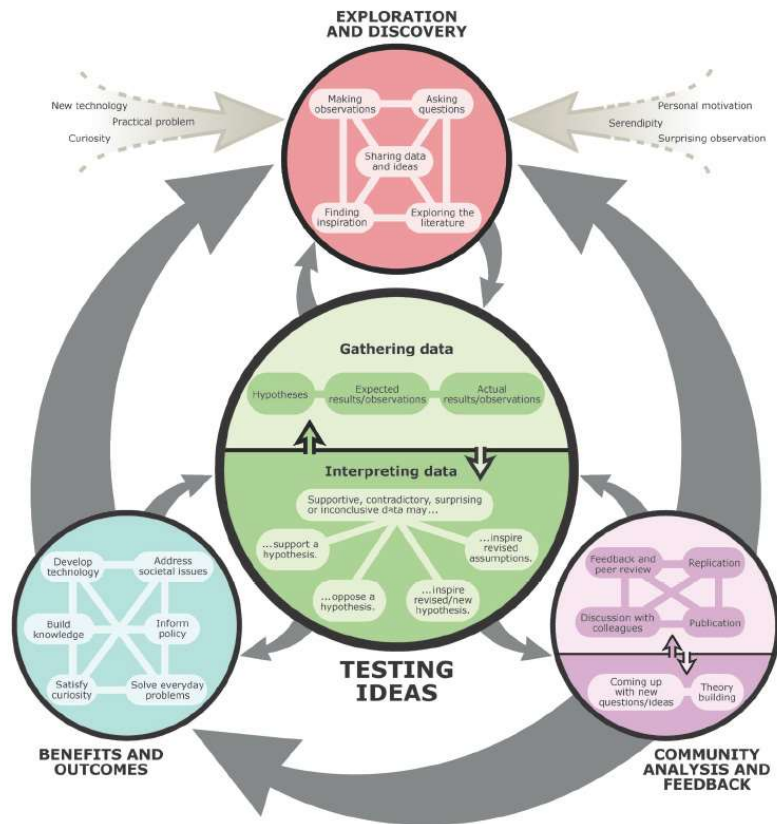 EXPLORATION
AND DISCOVERY
New technology
Practical problem
Curiosity
Personal motivation
Serendipity
Surprising observation
Making
observations
Asking
questions
Sharing data
and ideas
Finding
inspiration
Exploring the
literature
Gathering data
Hypotheses
Expected
results/observations
Actual
results/observations
Interpreting data
Supportive, contradictory, surprising
or inconclusive data may...
...support a
hypothesis.
...oppose a
hypothesis.
...inspire
revised/new
hypothesis.
...inspire
revised
assumptions.
TESTING
IDEAS
Develop
technology
Address
societal issues
Build
knowledge
Inform
policy
Satisfy
curiosity
Solve everyday
problems
BENEFITS AND
OUTCOMES
Feedback and
peer review
Replication
Discussion with
colleagues
Publication
Coming up
with new
questions/ideas
Theory
building
COMMUNITY
ANALYSIS AND
FEEDBACK